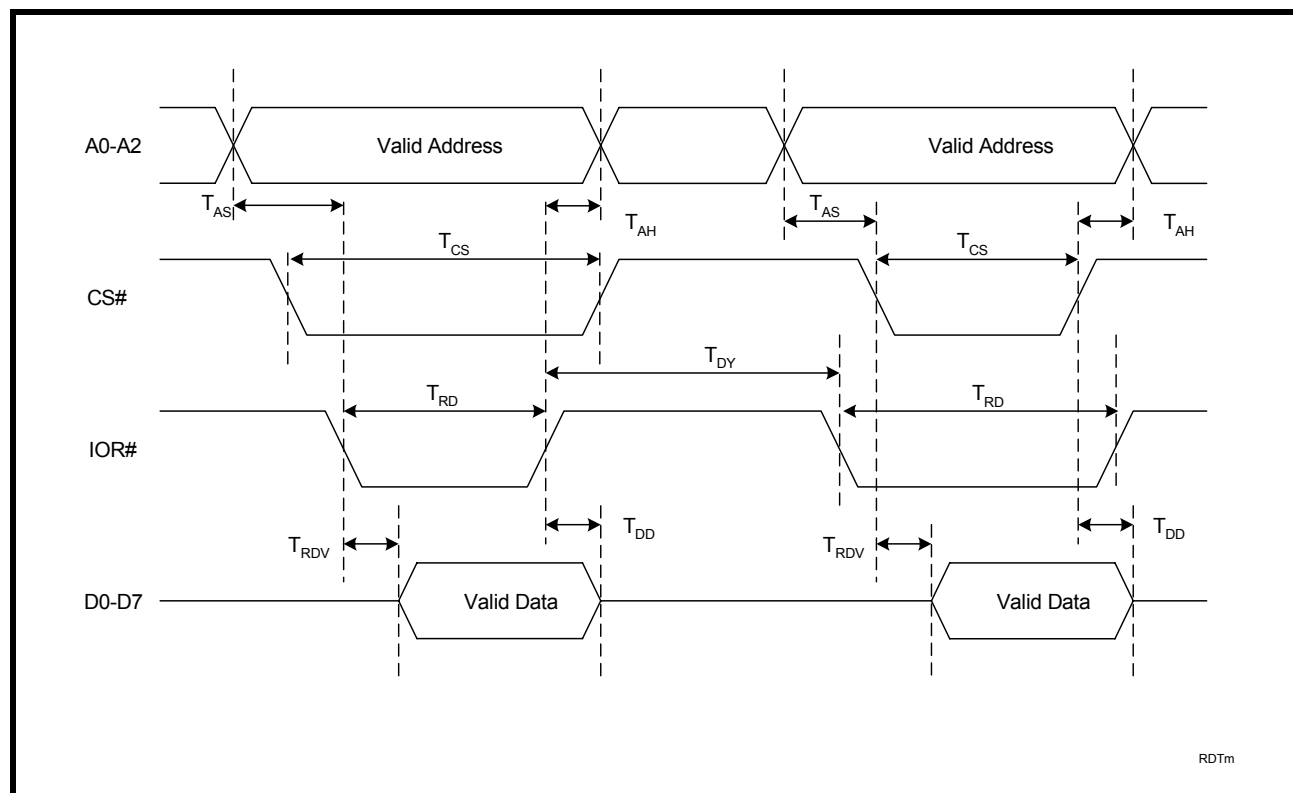 A0-A2
Valid Address
Valid Address
TAS
TAH
TAS
TAH
TCS
TCS
CS#
TDY
TRD
TRD
IOR#
TRDV
TDD
TRDV
TDD
D0-D7
Valid Data
Valid Data
RDTm